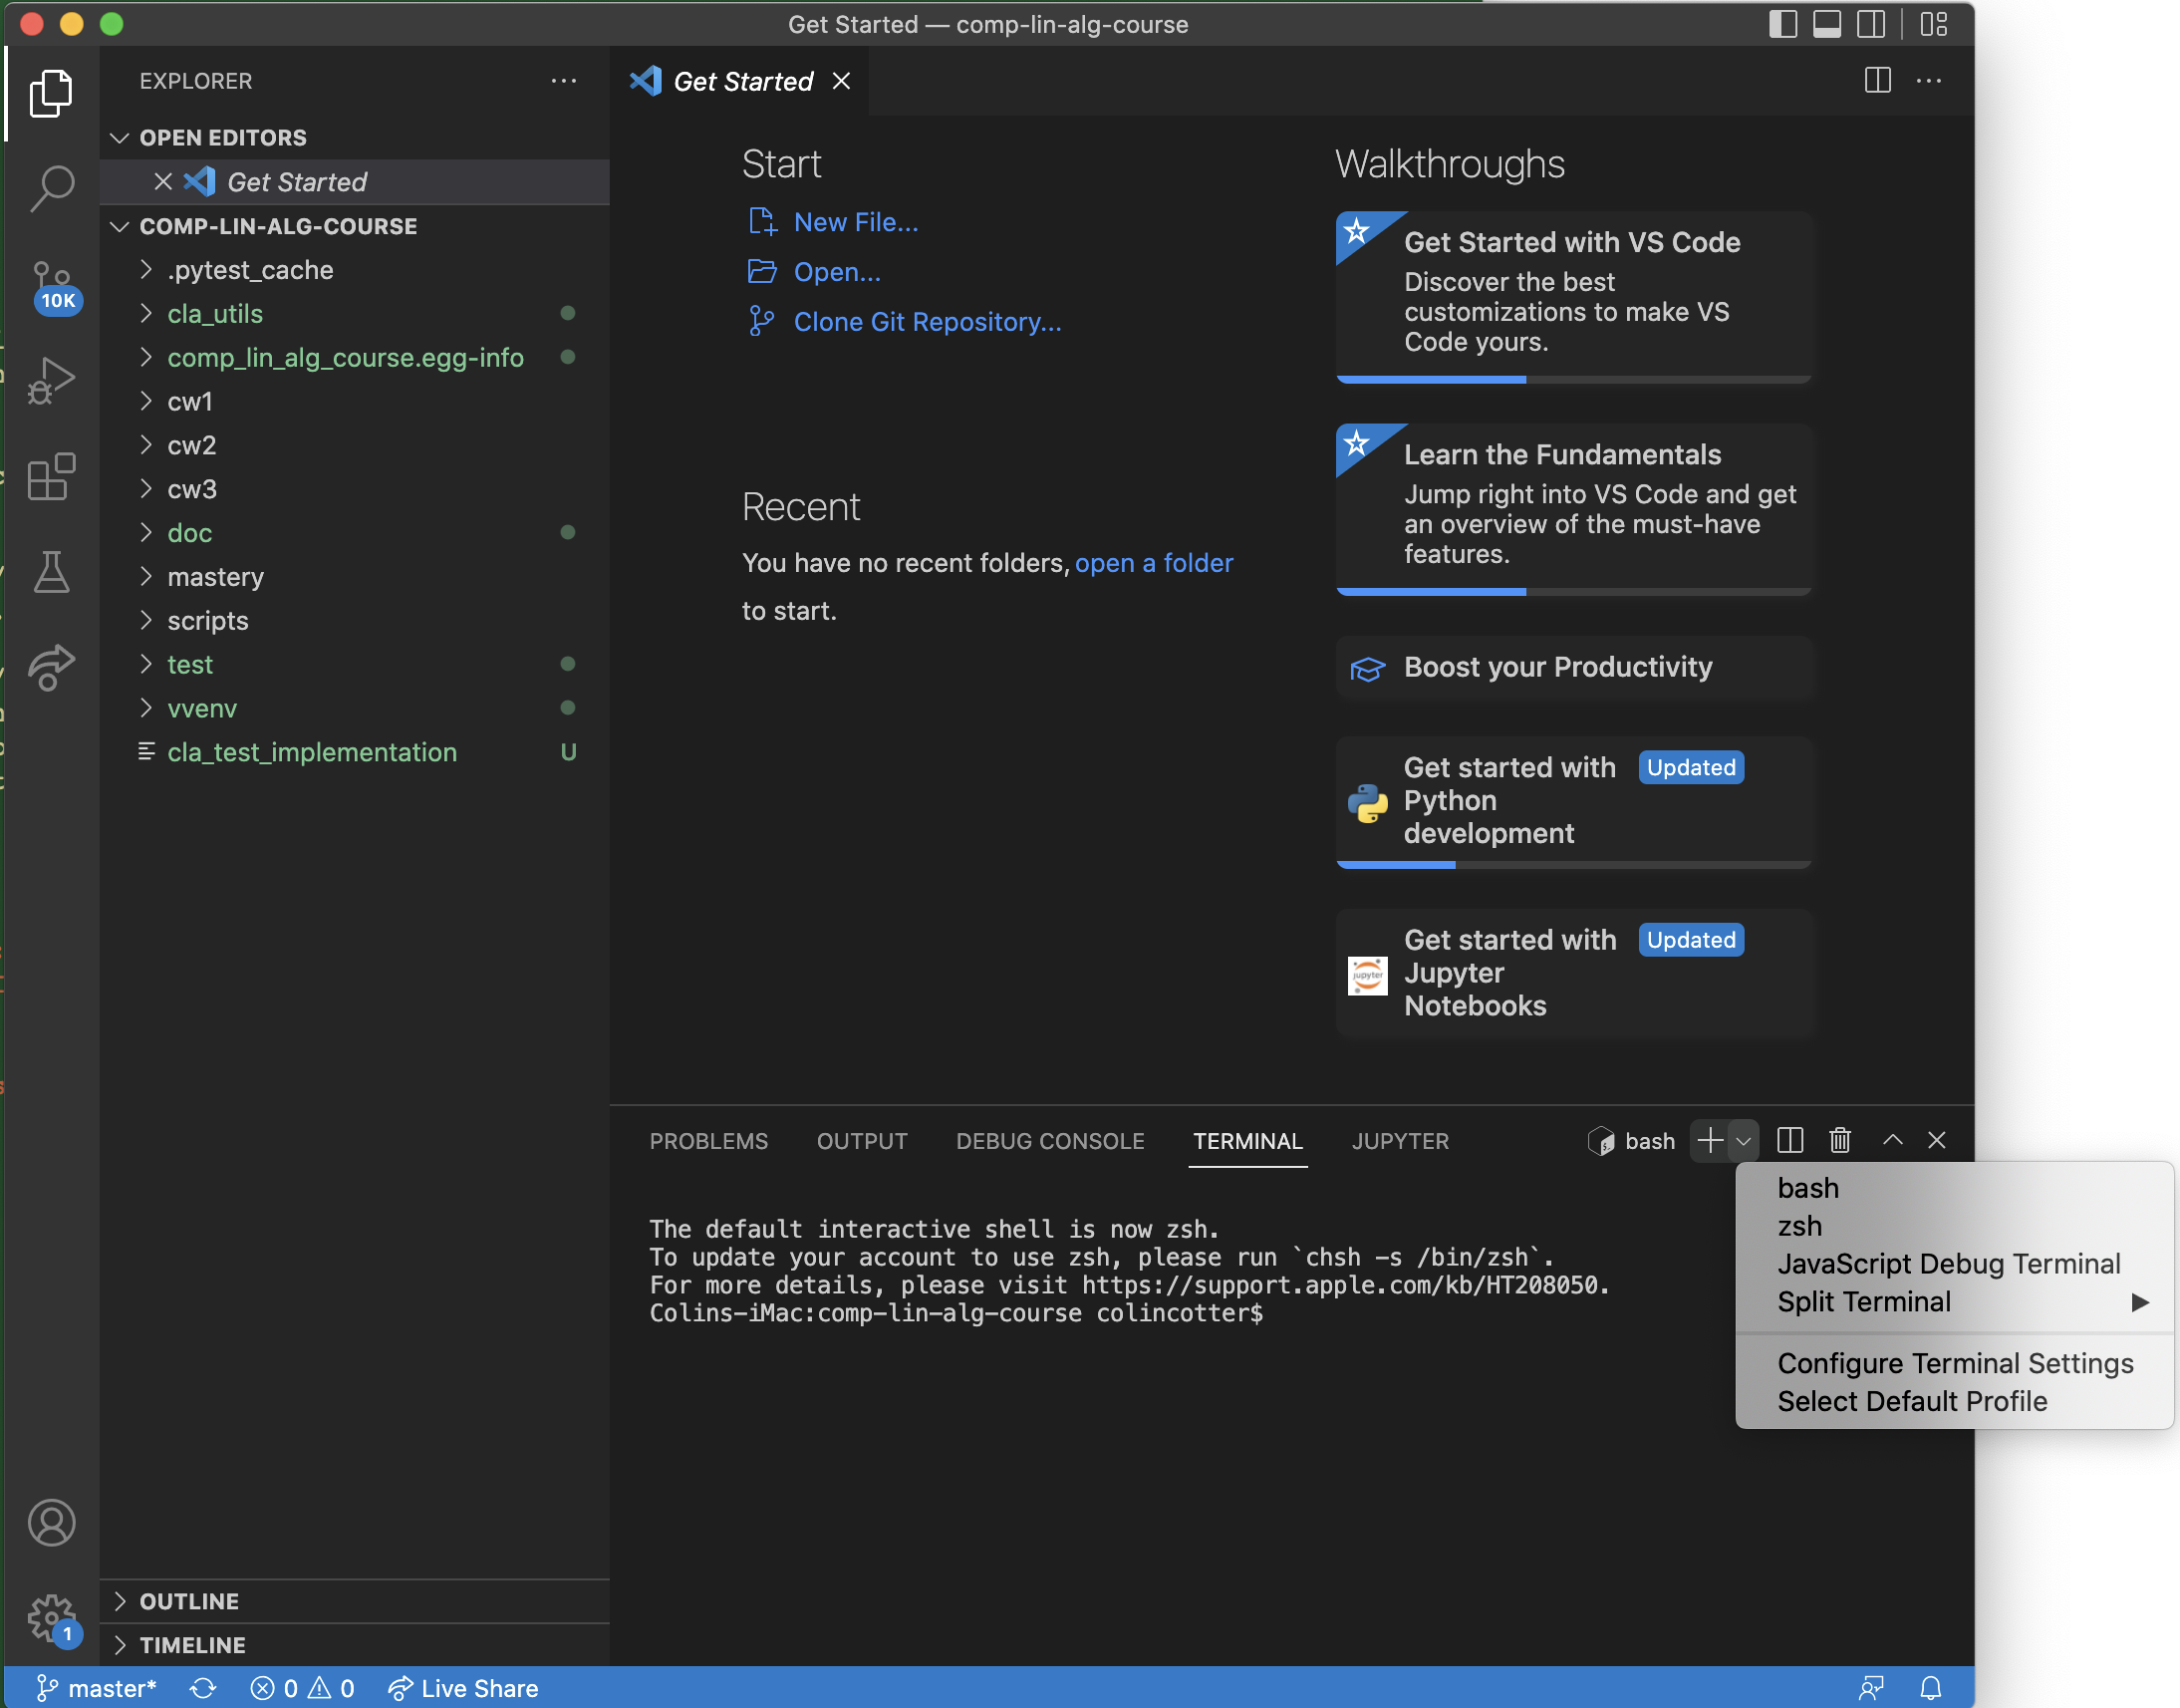 Get Started — comp-lin-alg-course
EXPLORER
OPEN EDITORS
Get Started
COMP-LIN-ALG-COURSE
.pytest_cache
cla_utils
comp_lin_alg_course.egg-info
cw1
cw2
cw3
doc
mastery
scripts
test
vvenv
cla_test_implementation U
OUTLINE
TIMELINE
10K
1
Get Started
Start
New File...
Open...
Clone Git Repository...
Recent
You have no recent folders, open a folder
to start.
Walkthroughs
Get Started with VS Code
Discover the best
customizations to make VS
Code yours.
Learn the Fundamentals
Jump right into VS Code and get
an overview of the must-have
features.
Boost your Productivity
Get started with Updated
Python
development
Get started with Updated
Jupyter
Notebooks
jupyter
PROBLEMS OUTPUT DEBUG CONSOLE TERMINAL JUPYTER bash
The default interactive shell is now zsh.
To update your account to use zsh, please run `chsh -s /bin/zsh`.
For more details, please visit https://support.apple.com/kb/HT208050.
Colins-iMac:comp-lin-alg-course colincotter$
bash
zsh
JavaScript Debug Terminal
Split Terminal
Configure Terminal Settings
Select Default Profile
master* 0 0 Live Share